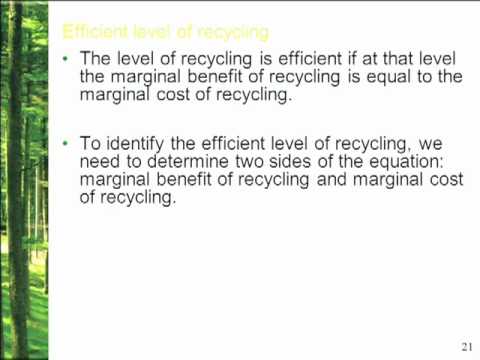 Efficient level of recycling
• The level of recycling is efficient if at that level
the marginal benefit of recycling is equal to the
marginal cost of recycling.
• To identify the efficient level of recycling, we
need to determine two sides of the equation:
marginal benefit of recycling and marginal cost
of recycling.
21